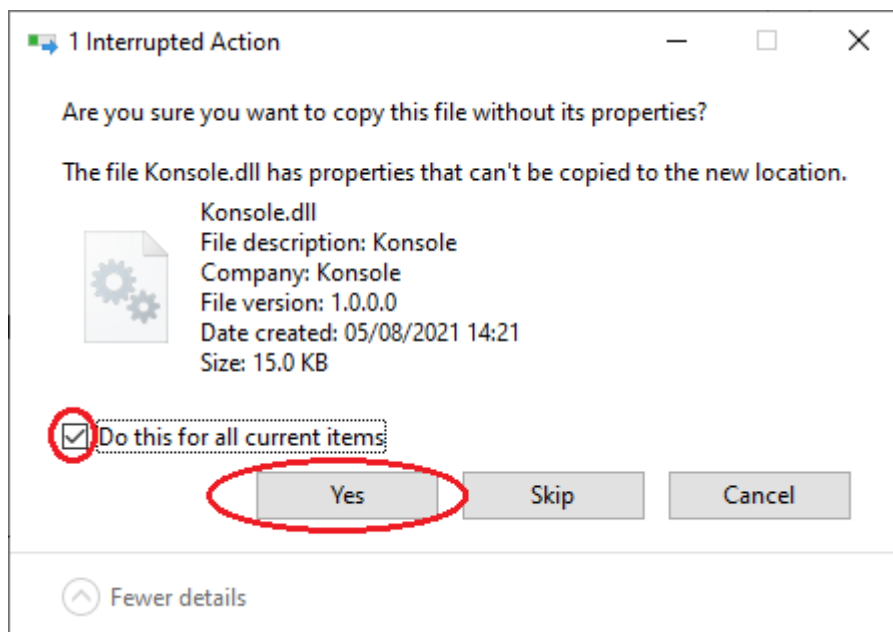 1 Interrupted Action
Are you sure you want to copy this file without its properties?
The file Konsole.dll has properties that can't be copied to the new location.
Konsole.dll
File description: Konsole
Company: Konsole
File version: 1.0.0.0
Date created: 05/08/2021 14:21
Size: 15.0 KB
Do this for all current items
Yes Skip Cancel
Fewer details